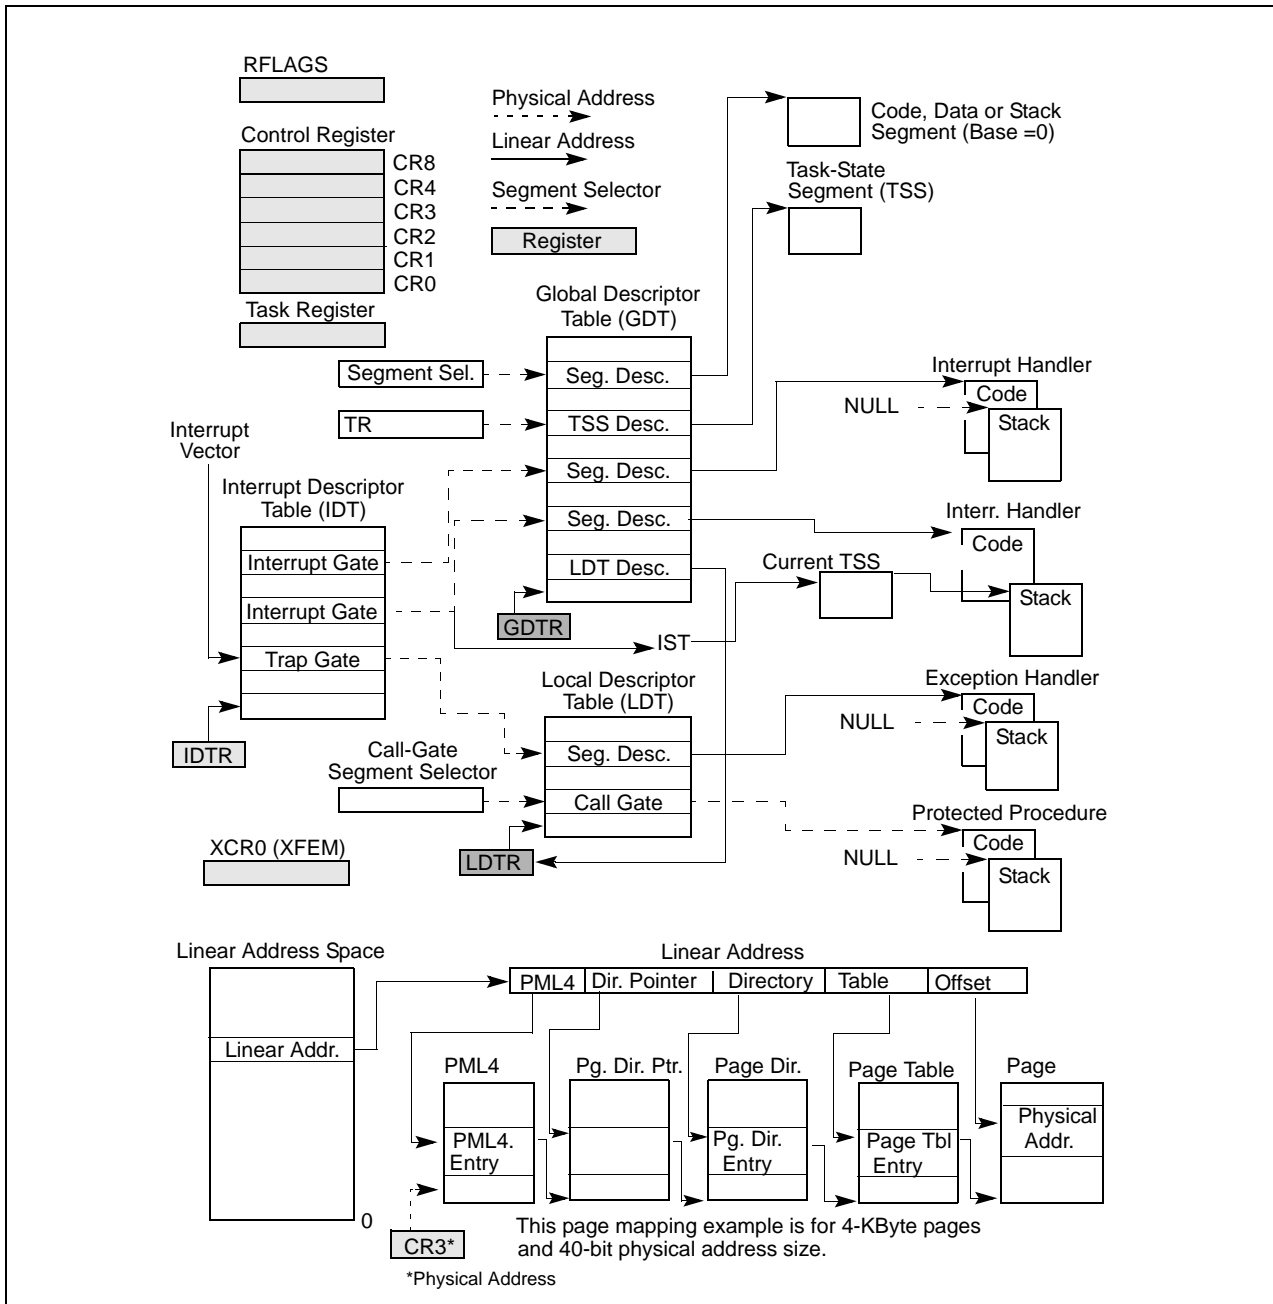 RFLAGS
Physical Address
Code, Data or Stack
Segment (Base =0)
Control Register
CR8
CR4
CR3
CR2
CR1
CR0
Linear Address
Segment Selector
Register
Task-State
Segment (TSS)
Task Register
Global Descriptor
Table (GDT)
Segment Sel.
Seg. Desc.
TR
TSS Desc.
Seg. Desc.
Seg. Desc.
LDT Desc.
GDTR
Interrupt Handler
Code
NULL
Stack
Interrupt
Vector
Interrupt Descriptor
Table (IDT)
Interrupt Gate
Interrupt Gate
Trap Gate
IDTR
Interr. Handler
Code
Current TSS
Stack
IST
Local Descriptor
Table (LDT)
Seg. Desc.
Call Gate
Call-Gate
Segment Selector
LDTR
Exception Handler
Code
NULL
Stack
Protected Procedure
Code
NULL
Stack
XCR0 (XFEM)
Linear Address Space
Linear Addr.
0
Linear Address
PML4
Dir. Pointer
Directory
Table
Offset
PML4
Pg. Dir. Ptr.
Page Dir.
Page Table
Page
PML4.
Entry
Pg. Dir.
Entry
Page Tbl
Entry
Physical
Addr.
CR3*
This page mapping example is for 4-KByte pages
and 40-bit physical address size.
*Physical Address